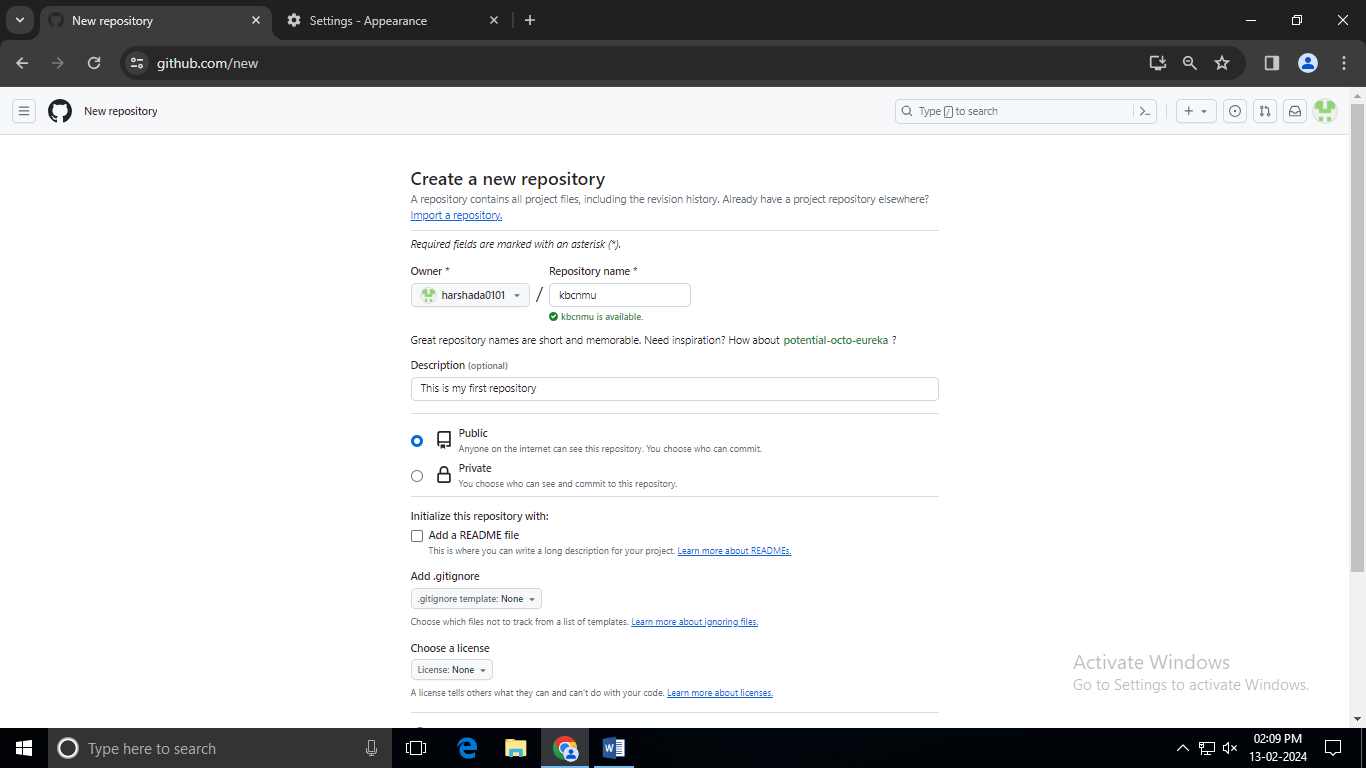 New repository
Settings - Appearance
github.com/new
New repository
Type / to search
Create a new repository
A repository contains all project files, including the revision history. Already have a project repository elsewhere?
Import a repository.
Required fields are marked with an asterisk (*).
Owner * Repository name *
harshada0101 / kbcnmu
kbcnmu is available.
Great repository names are short and memorable. Need inspiration? How about potential-octo-eureka ?
Description (optional)
This is my first repository
Public
Anyone on the internet can see this repository. You choose who can commit.
Private
You choose who can see and commit to this repository.
Initialize this repository with:
Add a README file
This is where you can write a long description for your project. Learn more about READMEs.
Add .gitignore
.gitignore template: None
Choose which files not to track from a list of templates. Learn more about ignoring files.
Choose a license
License: None
A license tells others what they can and can't do with your code. Learn more about licenses.
Activate Windows
Go to Settings to activate Windows.
Type here to search
02:09 PM
13-02-2024